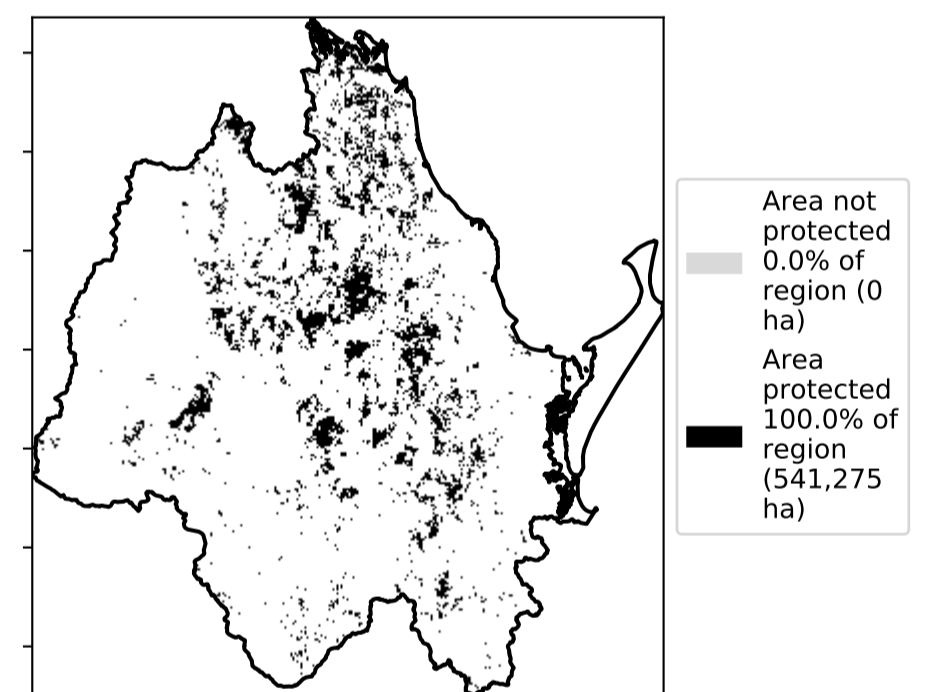 Area not
protected
0.0% of
region (0
ha)
Area
protected
100.0% of
region
(541,275
ha)